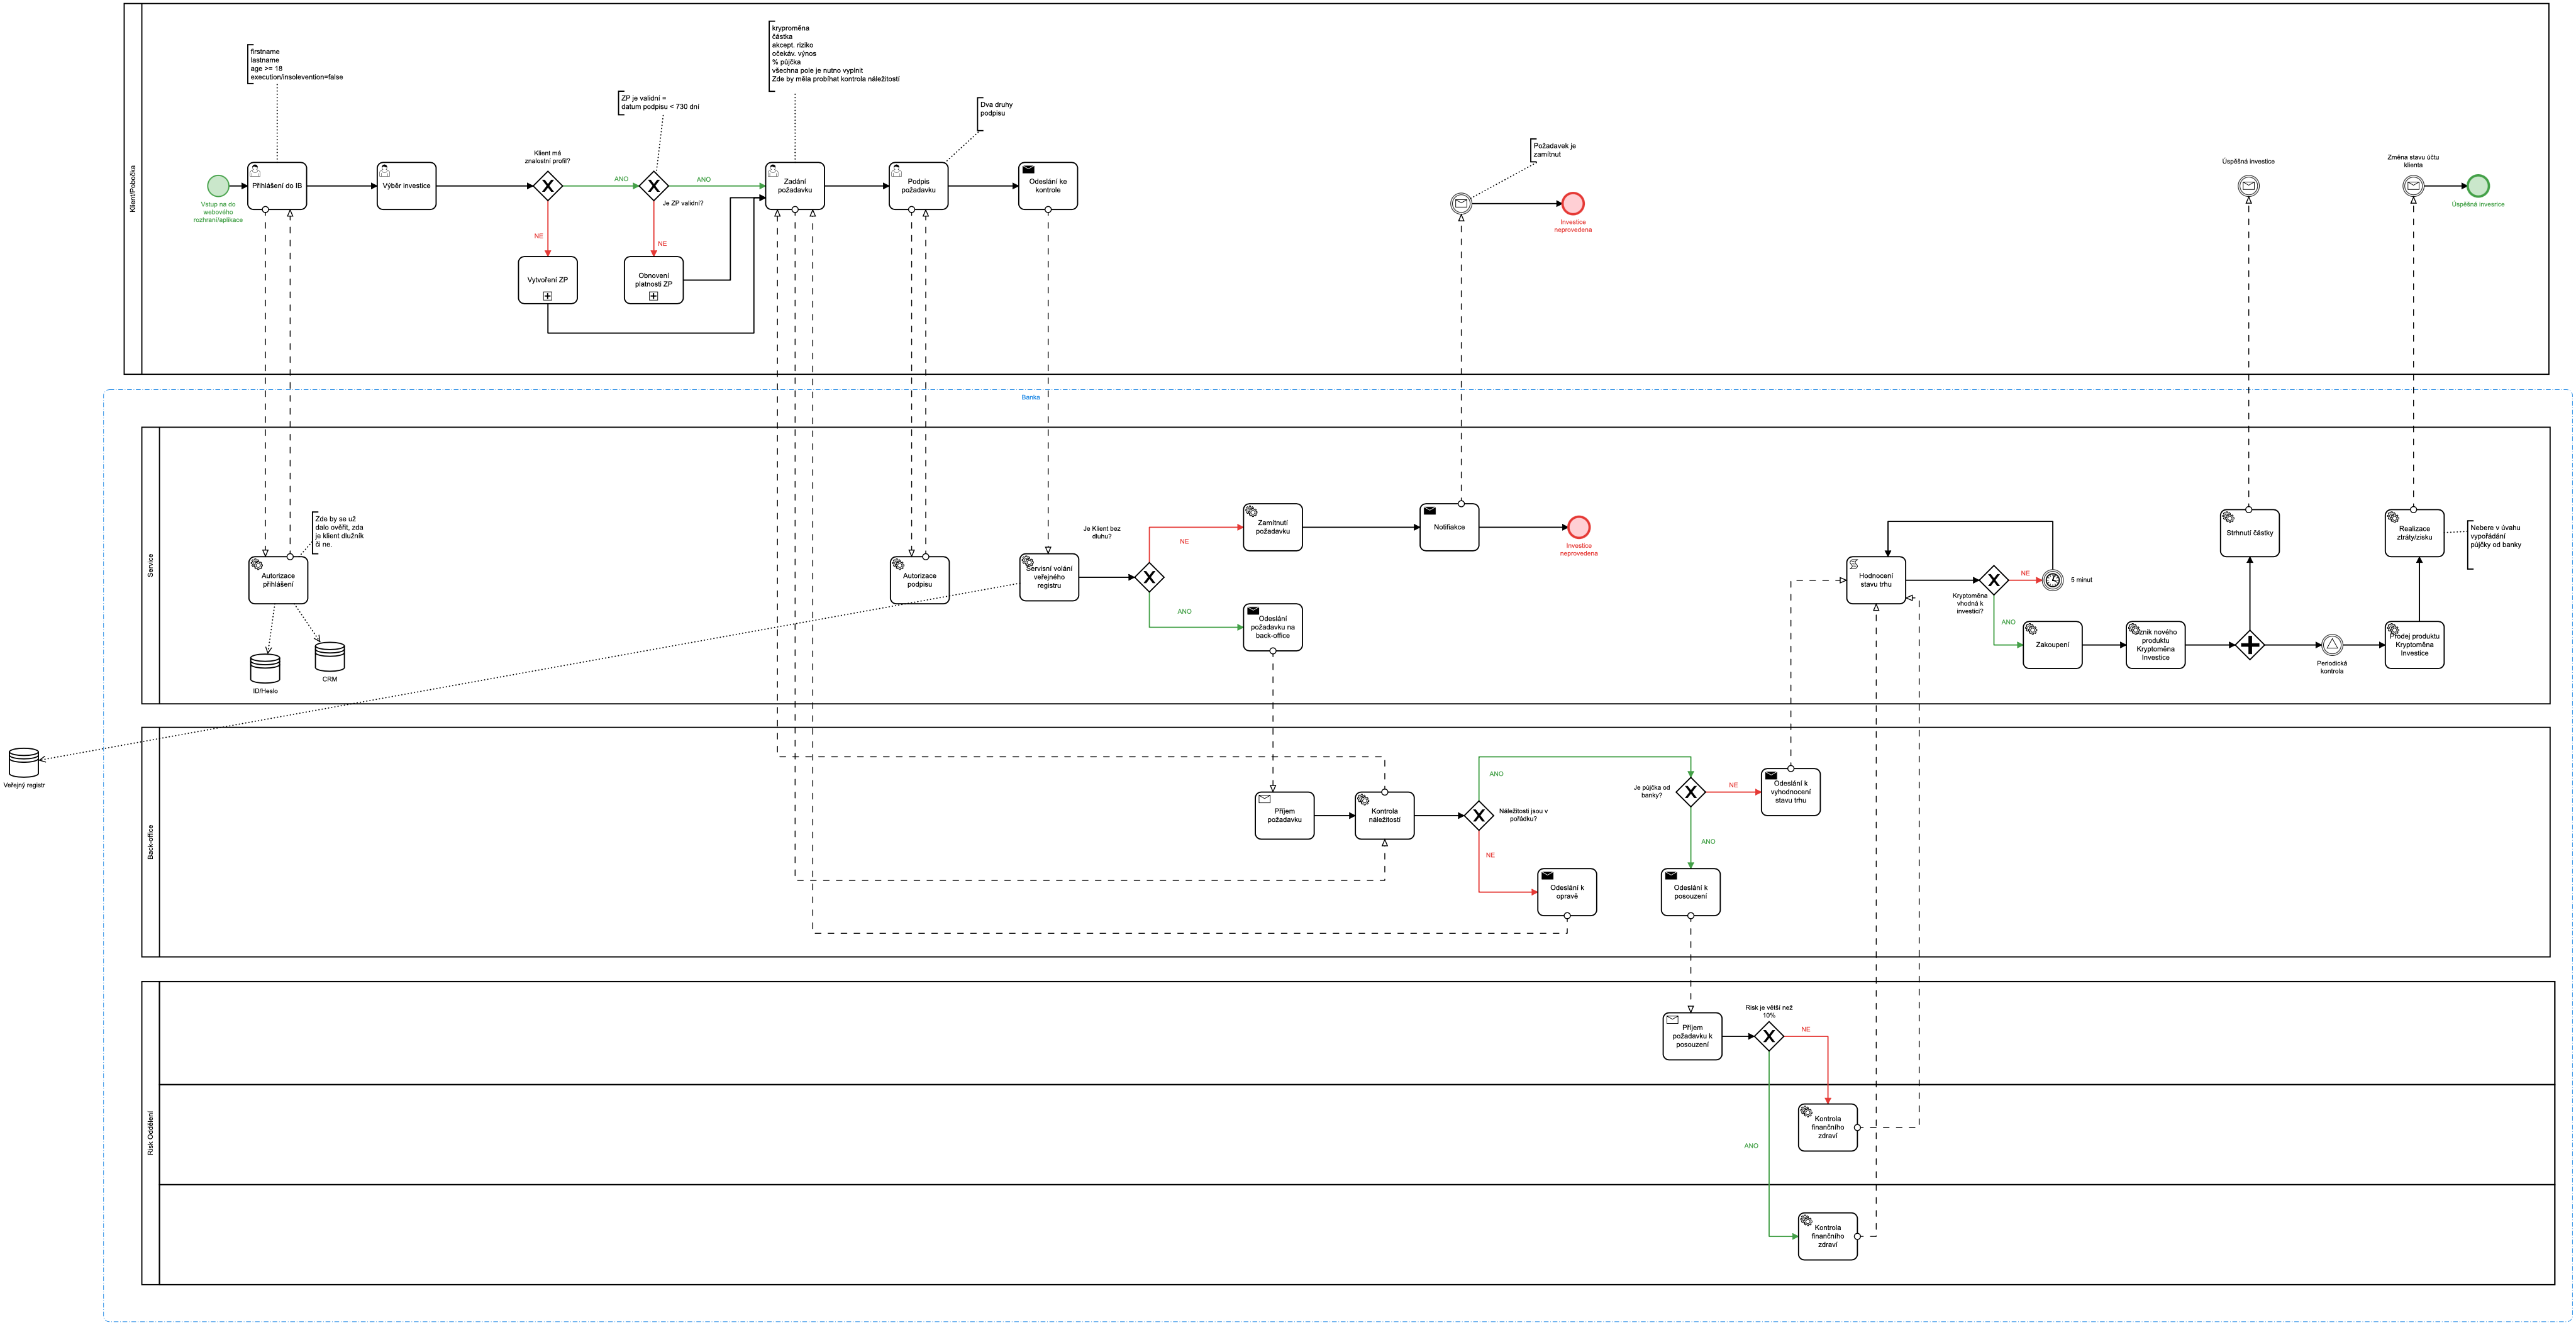 Klient/Pobočka
firstname
lastname
age >= 18
execution/insolevention=false
Vstup na do
webového
rozhraní/aplikace
Přihlášení do IB
Výběr investice
Klient má
znalostní profil?
ANO
NE
Vytvoření ZP
ZP je validní =
datum podpisu < 730 dní
Je ZP validní?
ANO
NE
Obnovení
platnosti ZP
kryproměna
částka
akcept. riziko
očekáv. výnos
% půjčka
všechna pole je nutno vyplnit
Zde by měla probíhat kontrola náležitostí
Zadání
požadavku
Dva druhy
podpisu
Podpis
požadavku
Odeslání ke
kontrole
Požadavek je
zamítnut
Investice
neprovedena
Úspěšná investice
Změna stavu účtu
klienta
Úspěšná invesrice
Banka
Service
Autorizace
přihlášení
Zde by se už
dalo ověřit, zda
je klient dlužník
či ne.
ID/Heslo
CRM
Autorizace
podpisu
Servisní volání
veřejného
registru
Je Klient bez
dluhu?
NE
ANO
Zamítnutí
požadavku
Notifiakce
Investice
neprovedena
Odeslání
požadavku na
back-office
Hodnocení
stavu trhu
Kryptoměna
vhodná k
investici?
NE
5 minut
ANO
Zakoupení
Vznik nového
produktu
Kryptoměna
Investice
Strhnutí částky
Periodická
kontrola
Prodej produktu
Kryptoměna
Investice
Realizace
ztráty/zisku
Nebere v úvahu
vypořádání
půjčky od banky
Veřejný registr
Back-office
Příjem
požadavku
Kontrola
náležitostí
Náležitosti jsou v
pořádku?
ANO
NE
Odeslání k
opravě
Je půjčka od
banky?
NE
ANO
Odeslání k
vyhodnocení
stavu trhu
Odeslání k
posouzení
Risk Oddělení
Příjem
požadavku k
posouzení
Risk je větší než
10%
NE
ANO
Kontrola
finančního
zdraví
Kontrola
finančního
zdraví